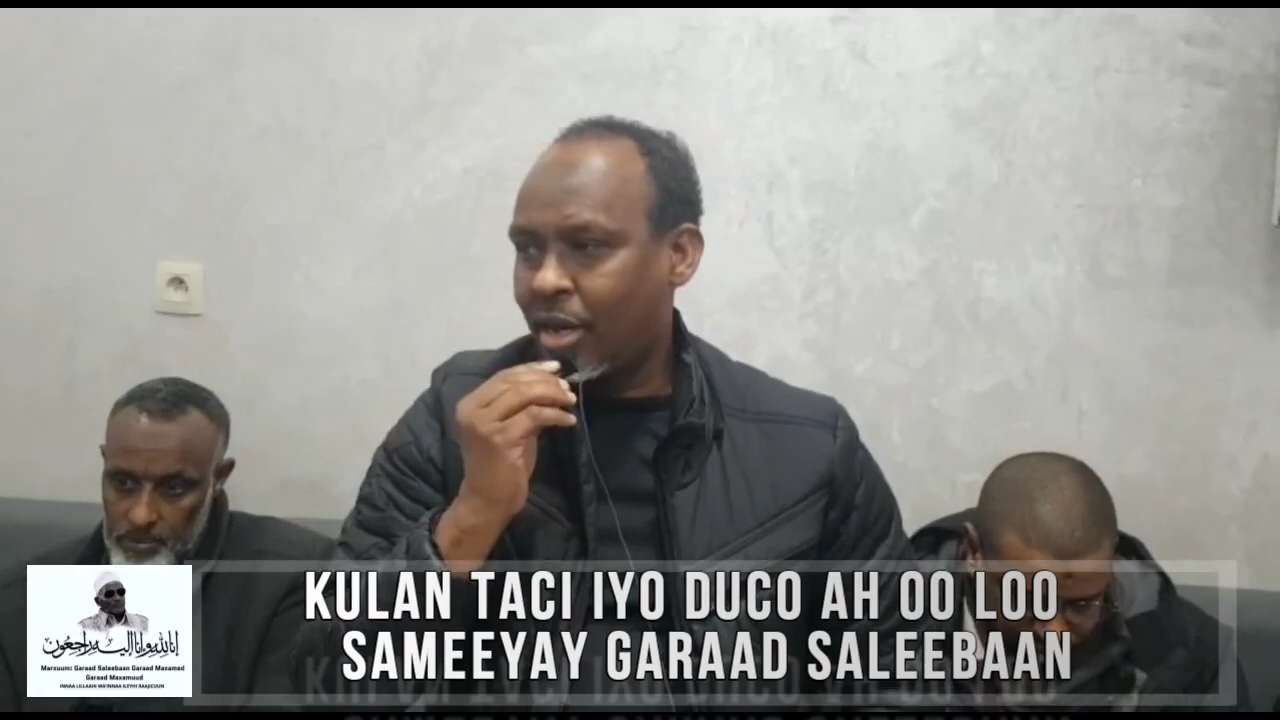 KULAN TACI IYO DUCO AH OO LOO
SAMEEYAY GARAAD SALEEBAAN
إنا لله وإنا إليه راجعون
Marxuum: Garaad Saleebaan Garaad Maxamed
Garaad Maxamuud
INNAA LILLAAHI WA'INNAA ILEYHI RAAJICUUN